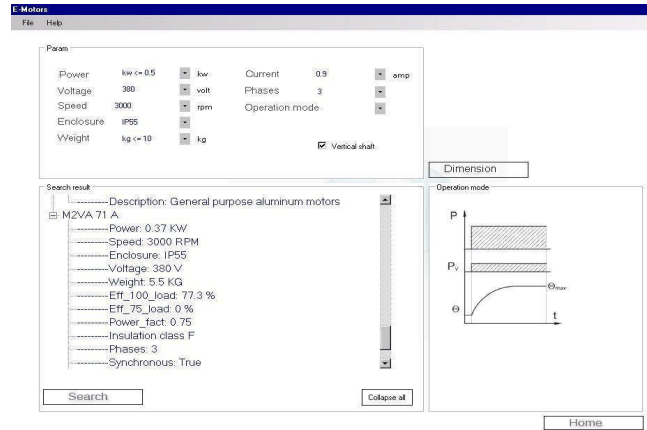 E-Motors
File Help
Param
Power kw <= 0.5 kw Current 0.9 amp
Voltage 380 volt Phases 3
Speed 3000 rpm Operation mode
Enclosure IP55
Weight kg <= 10 kg Vertical shaft
Dimension
Search result
Description: General purpose aluminum motors
M2VA 71 A
Power: 0.37 KW
Speed: 3000 RPM
Enclosure: IP55
Voltage: 380 V
Weight: 5.5 KG
Eff_100_load: 77.3 %
Eff_75_load: 0 %
Power_fact: 0.75
Insulation class F
Phases: 3
Synchronous: True
Search Collapse all
Operation mode
P
Pv
Θmax
Θ
t
Home